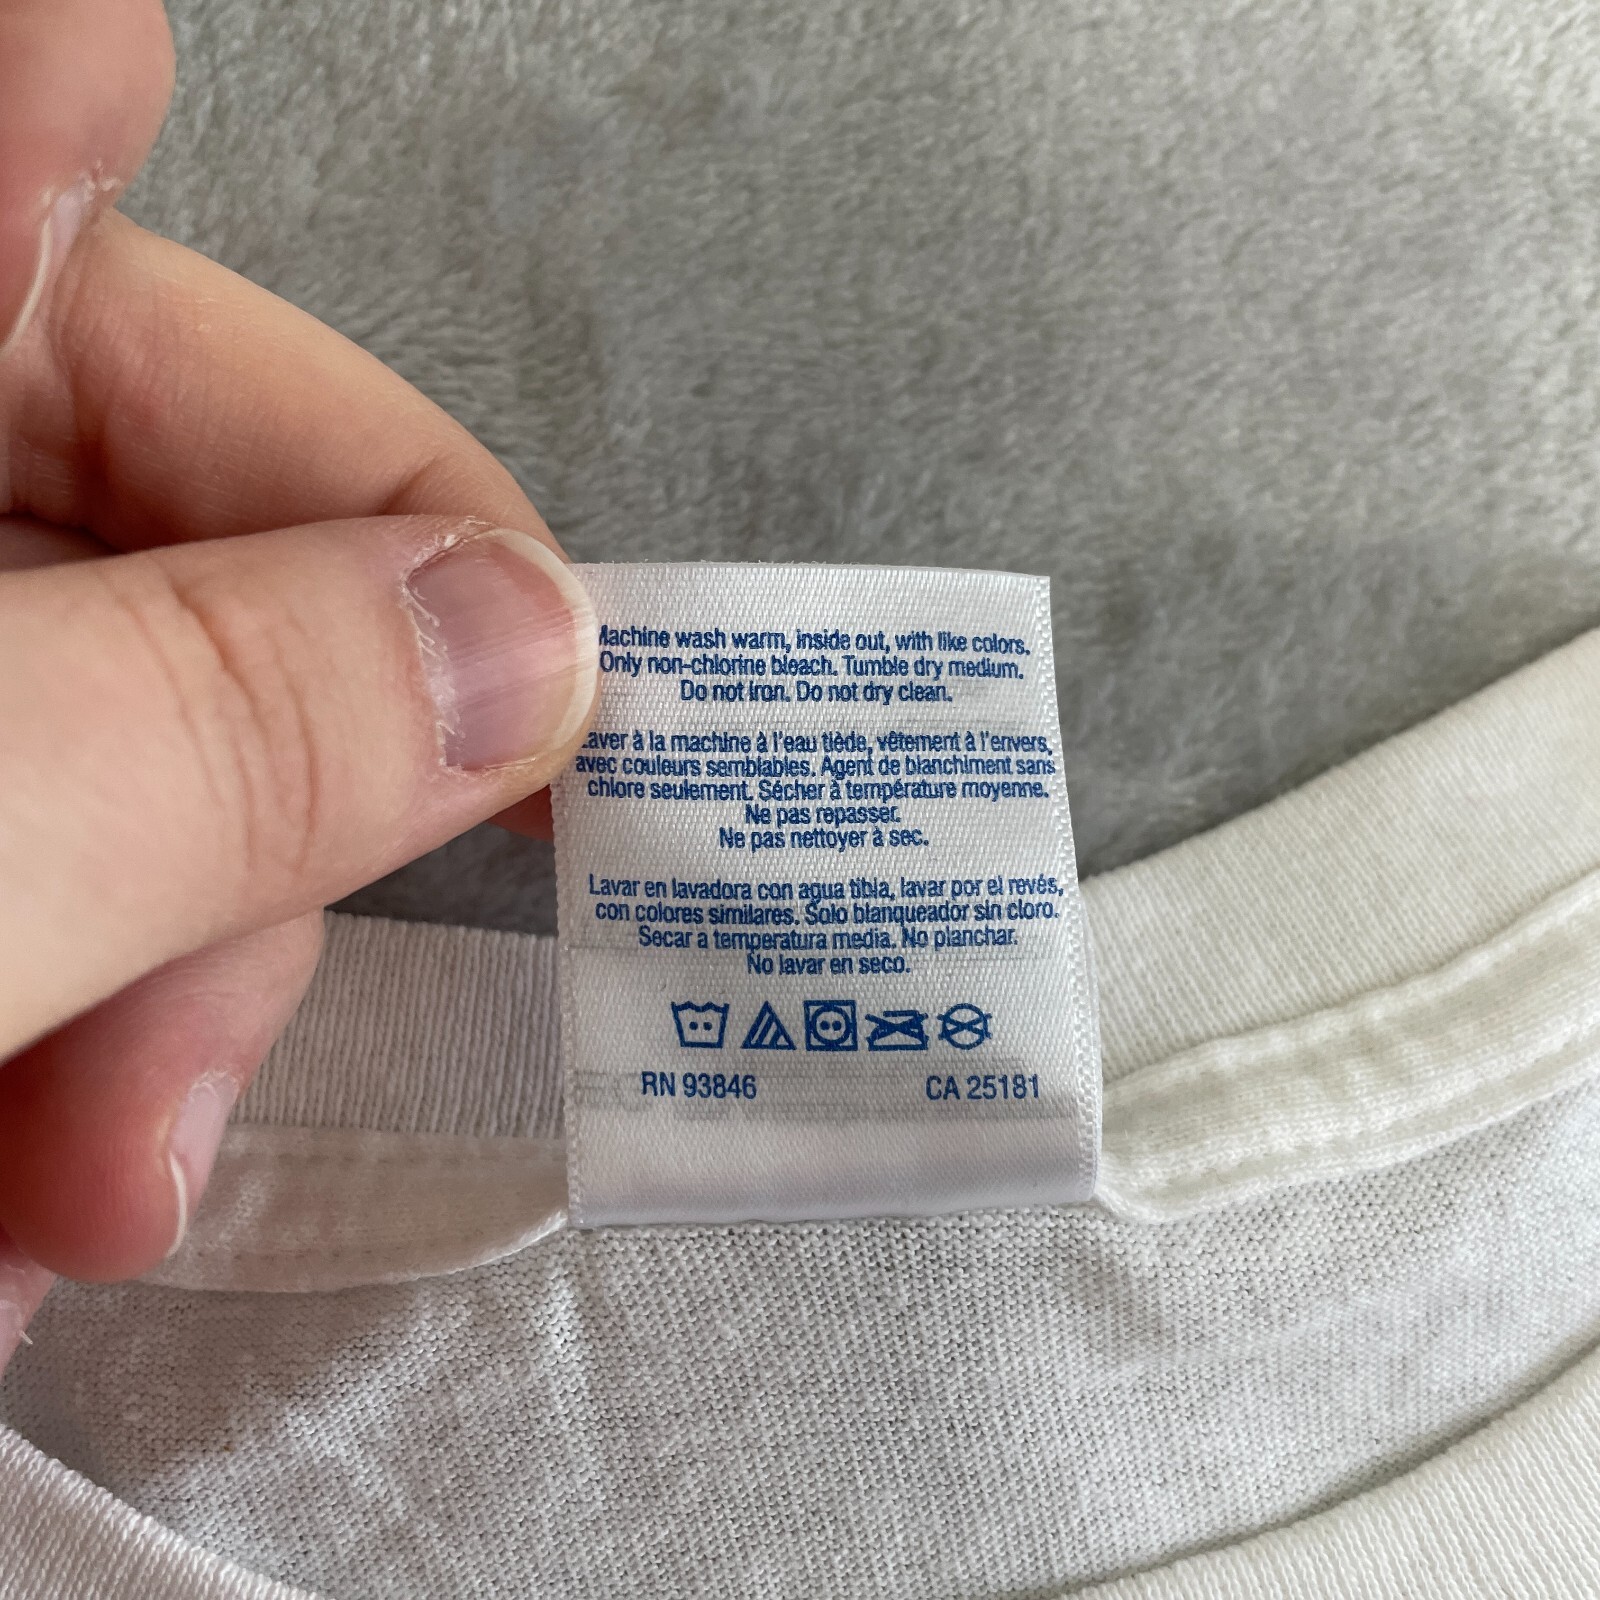 Machine wash warm, inside out, with like colors.
Only non-chlorine bleach. Tumble dry medium.
Do not iron. Do not dry clean.
Laver à la machine à l'eau tiède, vêtement à l'envers,
avec couleurs semblables. Agent de blanchiment sans
chlore seulement. Sécher à température moyenne.
Ne pas repasser.
Ne pas nettoyer à sec.
Lavar en lavadora con agua tibia, lavar por el revés,
con colores similares. Solo blanqueador sin cloro.
Secar a temperatura media. No planchar.
No lavar en seco.
RN 93846 CA 25181